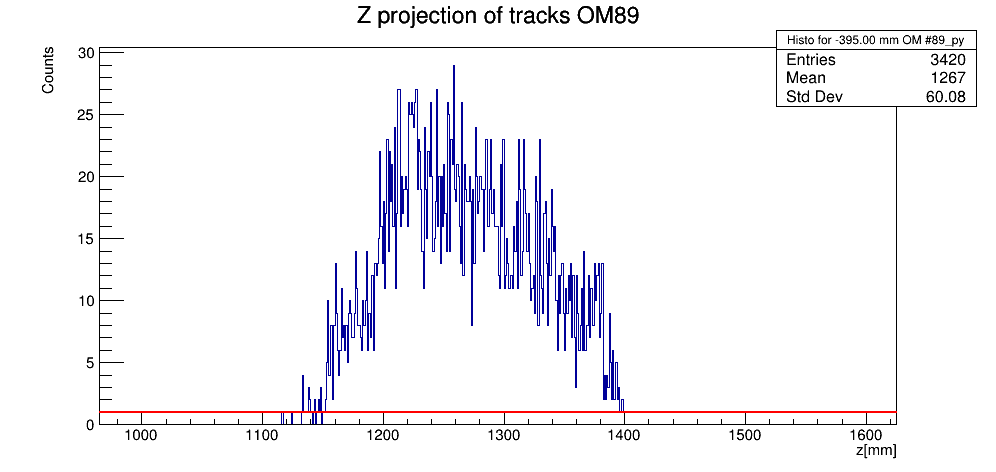 Z projection of tracks OM89
Histo for -395.00 mm OM #89_py
Entries 3420
Mean 1267
Std Dev 60.08
Counts
30
25
20
15
10
5
0
1000 1100 1200 1300 1400 1500 1600
z[mm]